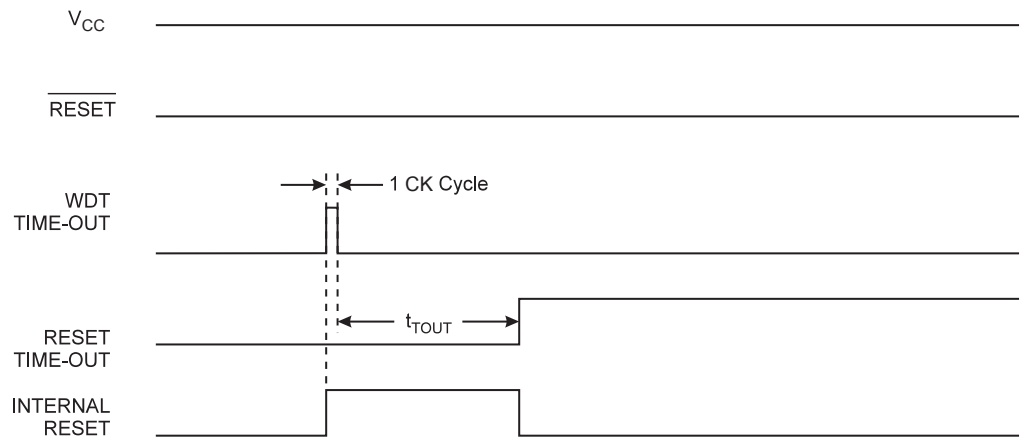 VCC
RESET
1 CK Cycle
WDT
TIME-OUT
tTOUT
RESET
TIME-OUT
INTERNAL
RESET